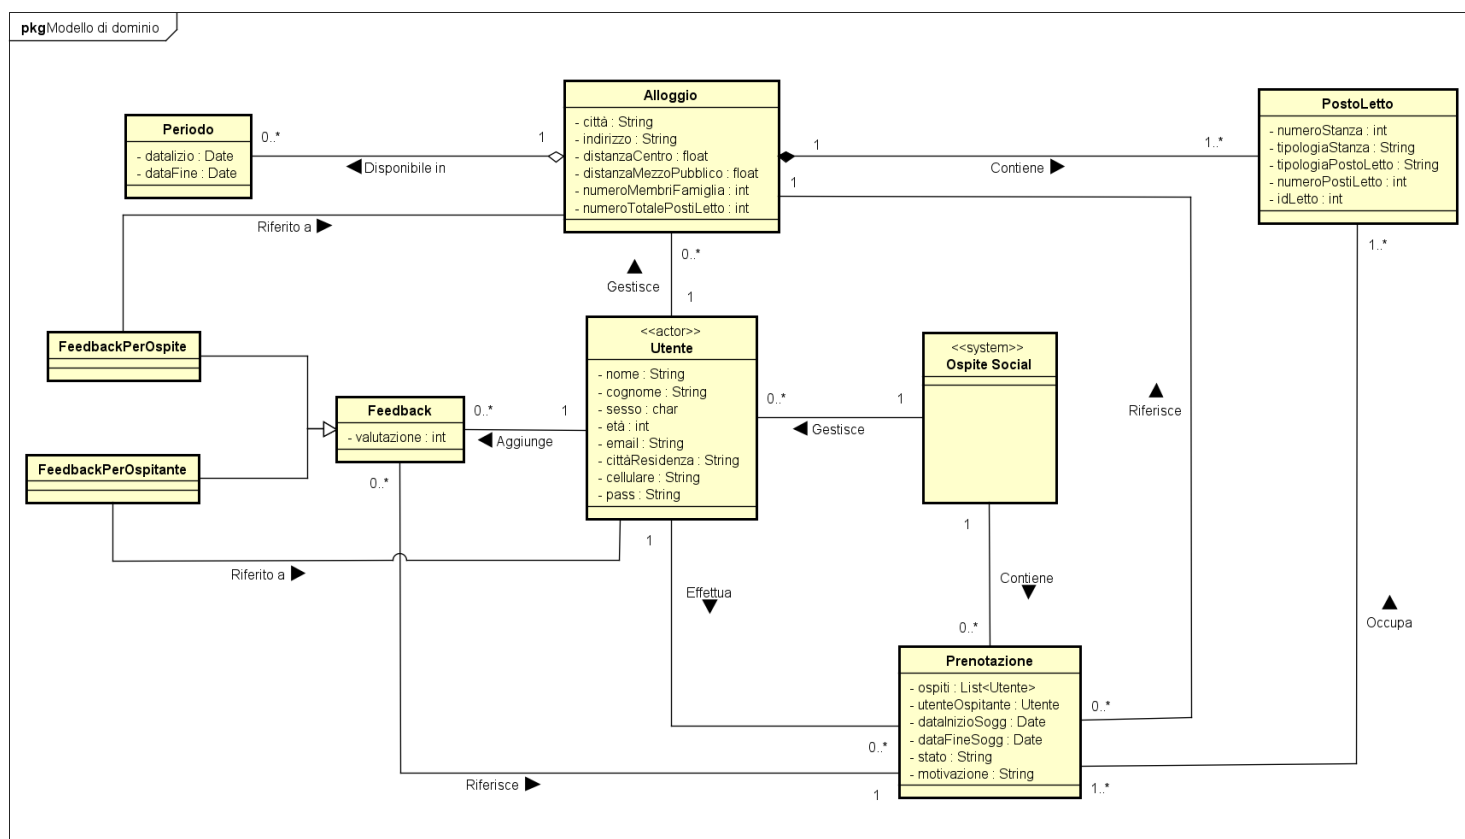 pkg Modello di dominio
Alloggio
- città : String
- indirizzo : String
- distanzaCentro : float
- distanzaMezzoPubblico : float
- numeroMembriFamiglia : int
- numeroTotalePostiLetto : int
PostoLetto
- numeroStanza : int
- tipologiaStanza : String
- tipologiaPostoLetto : String
- numeroPostiLetto : int
- idLetto : int
Periodo
- dataIizio : Date
- dataFine : Date
0..*
1
Disponibile in
1
1..*
Contiene
1
Riferito a
0..*
1..*
Gestisce
1
FeedbackPerOspite
<<actor>>
Utente
- nome : String
- cognome : String
- sesso : char
- età : int
- email : String
- cittàResidenza : String
- cellulare : String
- pass : String
<<system>>
Ospite Social
Feedback
- valutazione : int
0..*
1
Aggiunge
0..*
1
Gestisce
Riferisce
FeedbackPerOspitante
0..*
1
1
Riferito a
Effettua
Contiene
0..*
Occupa
Prenotazione
- ospiti : List<Utente>
- utenteOspitante : Utente
- dataInizioSogg : Date
- dataFineSogg : Date
- stato : String
- motivazione : String
0..*
0..*
Riferisce
1
1..*